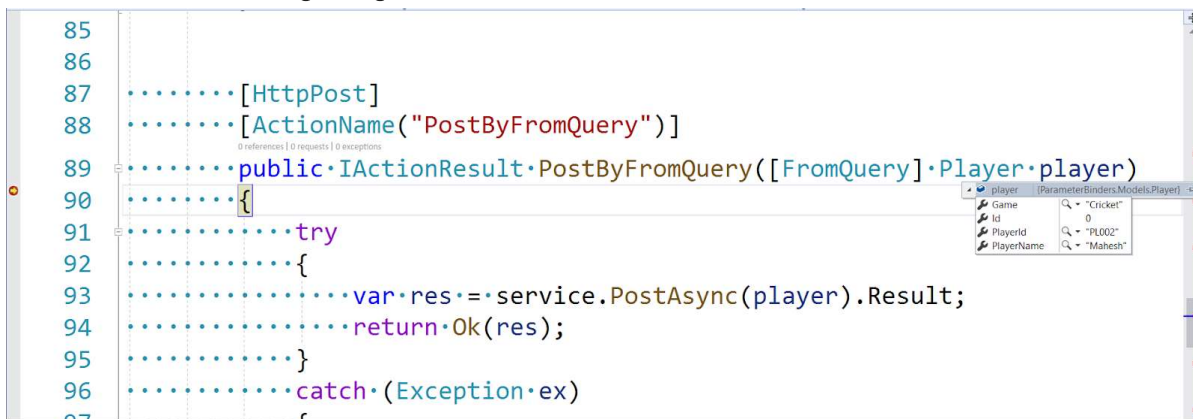 85
86
87 [HttpPost]
88 [ActionName("PostByFromQuery")]
0 references | 0 requests | 0 exceptions
89 public IActionResult PostByFromQuery([FromQuery] Player player)
90 {
player {ParameterBinders.Models.Player}
Game "Cricket"
Id 0
PlayerId "PL002"
PlayerName "Mahesh"
91 try
92 {
93 var res = service.PostAsync(player).Result;
94 return Ok(res);
95 }
96 catch (Exception ex)